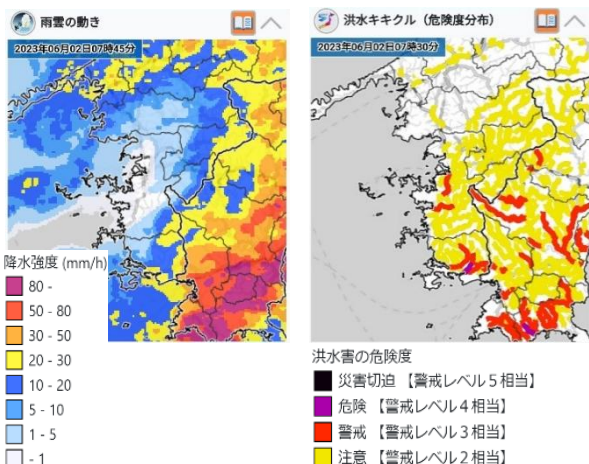 雨雲の動き
2023年06月02日07時45分
降水強度 (mm/h)
80 -
50 - 80
30 - 50
20 - 30
10 - 20
5 - 10
1 - 5
- 1
洪水キキクル（危険度分布）
2023年06月02日07時30分
洪水害の危険度
災害切迫 【警戒レベル5相当】
危険 【警戒レベル4相当】
警戒 【警戒レベル3相当】
注意 【警戒レベル2相当】